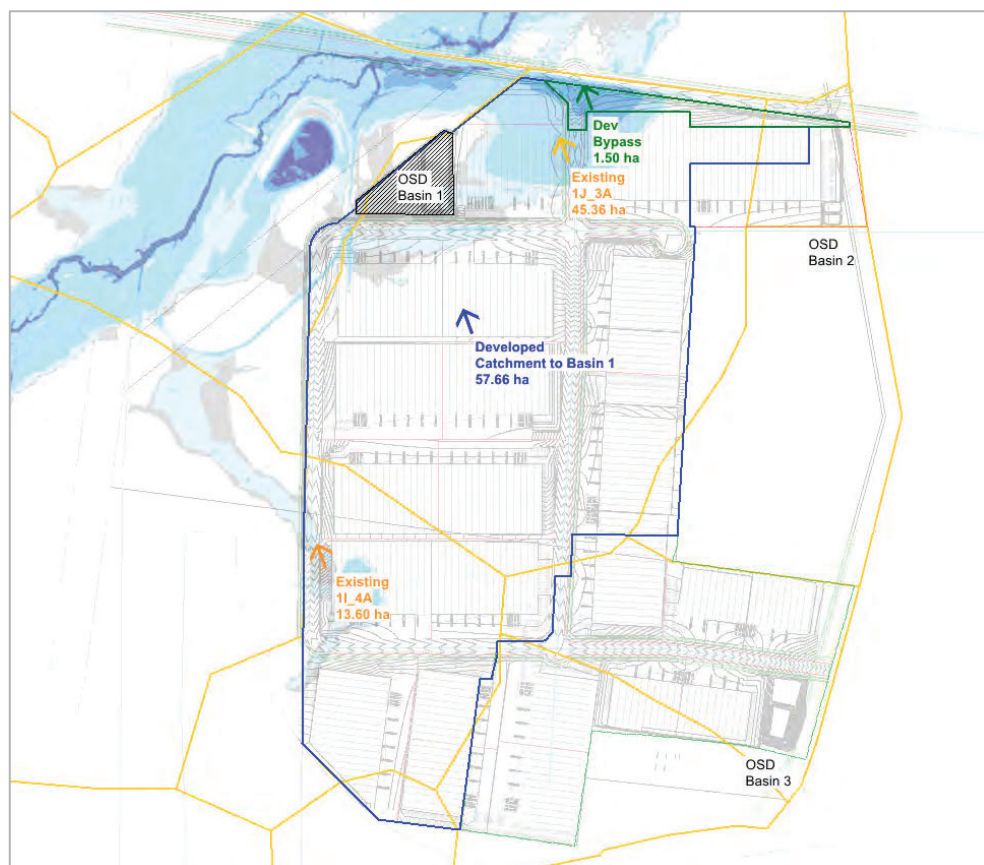 Dev
Bypass
1.50 ha
OSD
Basin 1
Existing
1J_3A
45.36 ha
OSD
Basin 2
Developed
Catchment to Basin 1
57.66 ha
Existing
1I_4A
13.60 ha
OSD
Basin 3